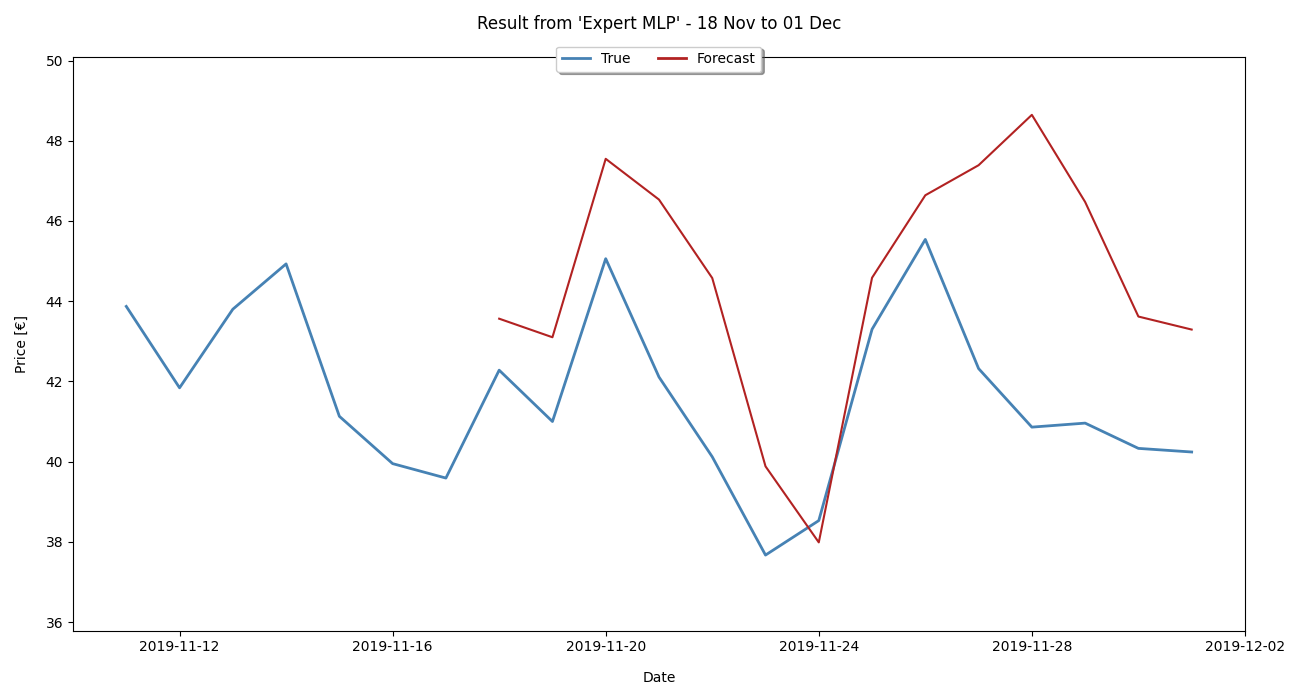 Result from 'Expert MLP' - 18 Nov to 01 Dec
True Forecast
50
48
46
44
42
40
38
36
Price [€]
2019-11-12 2019-11-16 2019-11-20 2019-11-24 2019-11-28 2019-12-02
Date